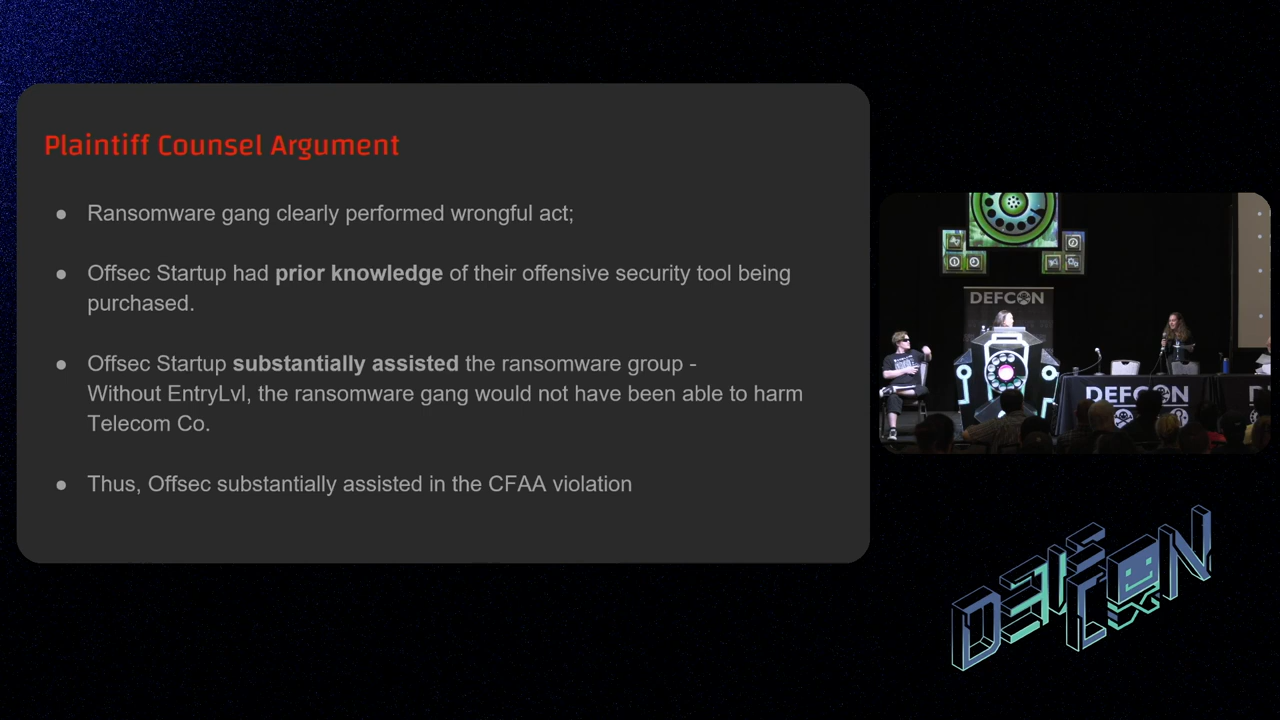 Plaintiff Counsel Argument
● Ransomware gang clearly performed wrongful act;
● Offsec Startup had prior knowledge of their offensive security tool being
purchased.
● Offsec Startup substantially assisted the ransomware group -
Without EntryLvl, the ransomware gang would not have been able to harm
Telecom Co.
● Thus, Offsec substantially assisted in the CFAA violation
DEFCON
DEFCON
D
DEF
CON